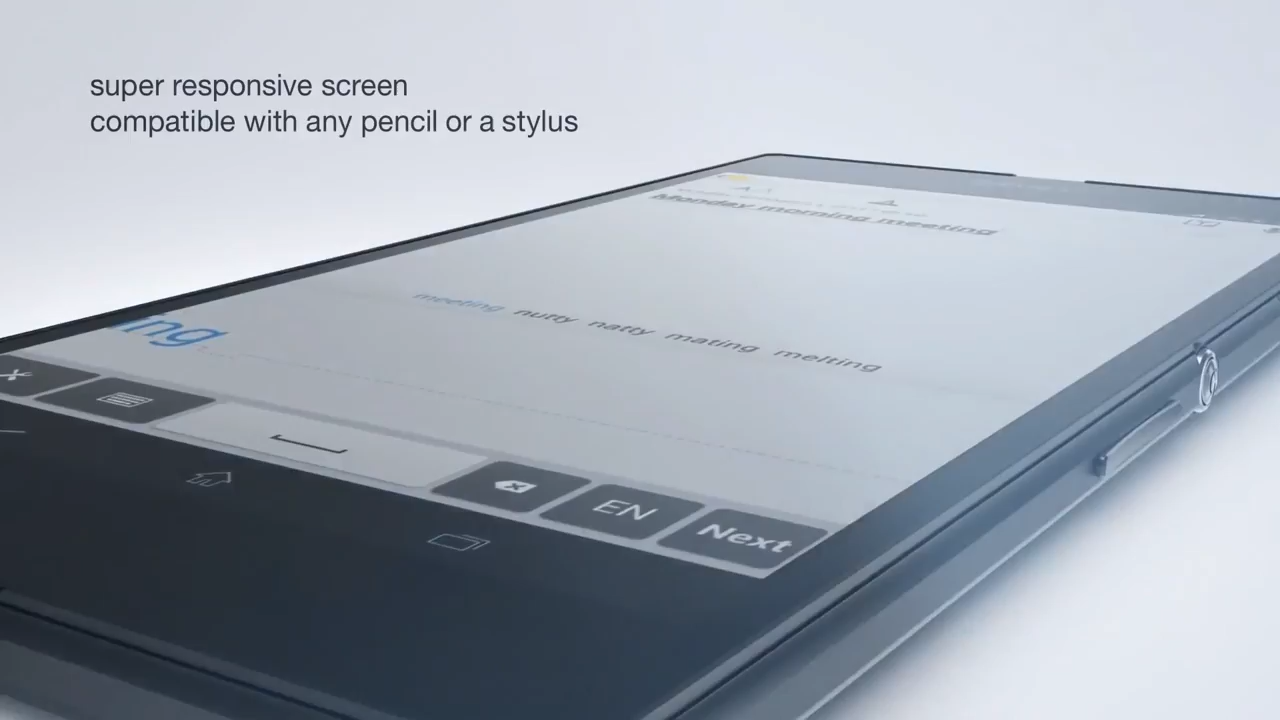 super responsive screen
compatible with any pencil or a stylus
Monday morning meeting
meeting nutty natty mating melting
ing
EN
Next